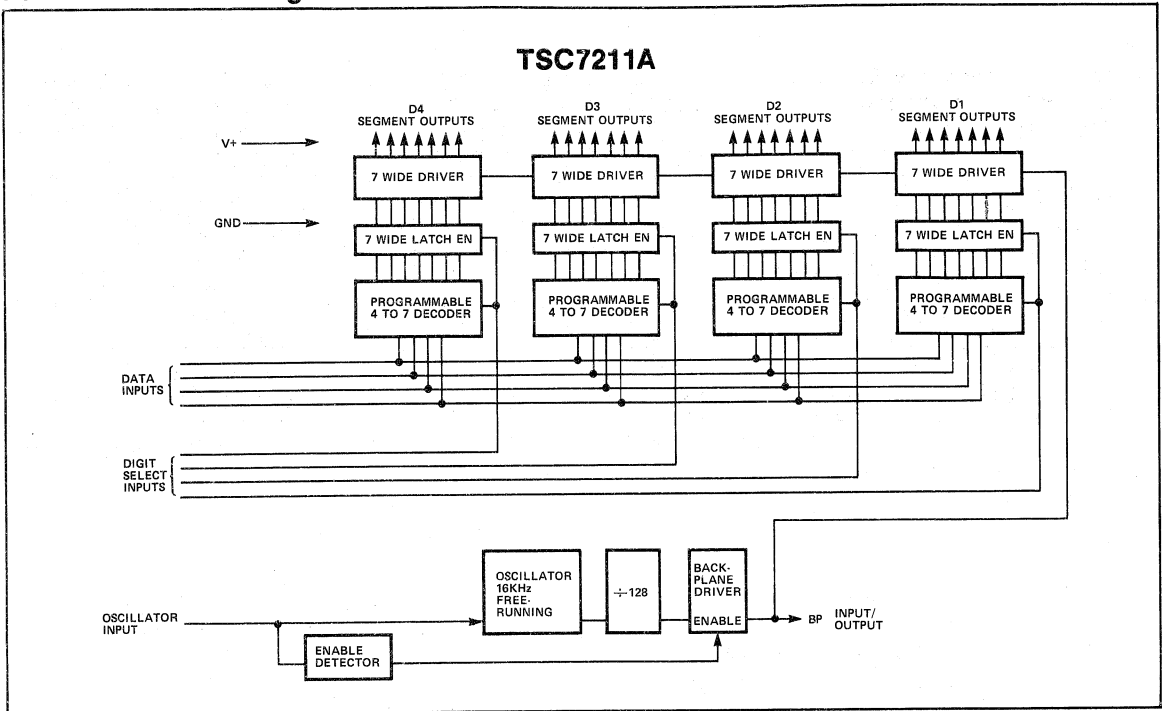 TSC7211A
D4
SEGMENT OUTPUTS
D3
SEGMENT OUTPUTS
D2
SEGMENT OUTPUTS
D1
SEGMENT OUTPUTS
V+
7 WIDE DRIVER
7 WIDE DRIVER
7 WIDE DRIVER
7 WIDE DRIVER
GND
7 WIDE LATCH EN
7 WIDE LATCH EN
7 WIDE LATCH EN
7 WIDE LATCH EN
PROGRAMMABLE
4 TO 7 DECODER
PROGRAMMABLE
4 TO 7 DECODER
PROGRAMMABLE
4 TO 7 DECODER
PROGRAMMABLE
4 TO 7 DECODER
DATA
INPUTS
DIGIT
SELECT
INPUTS
OSCILLATOR
INPUT
OSCILLATOR
16KHz
FREE-
RUNNING
÷128
BACK-
PLANE
DRIVER
ENABLE
BP
INPUT/
OUTPUT
ENABLE
DETECTOR